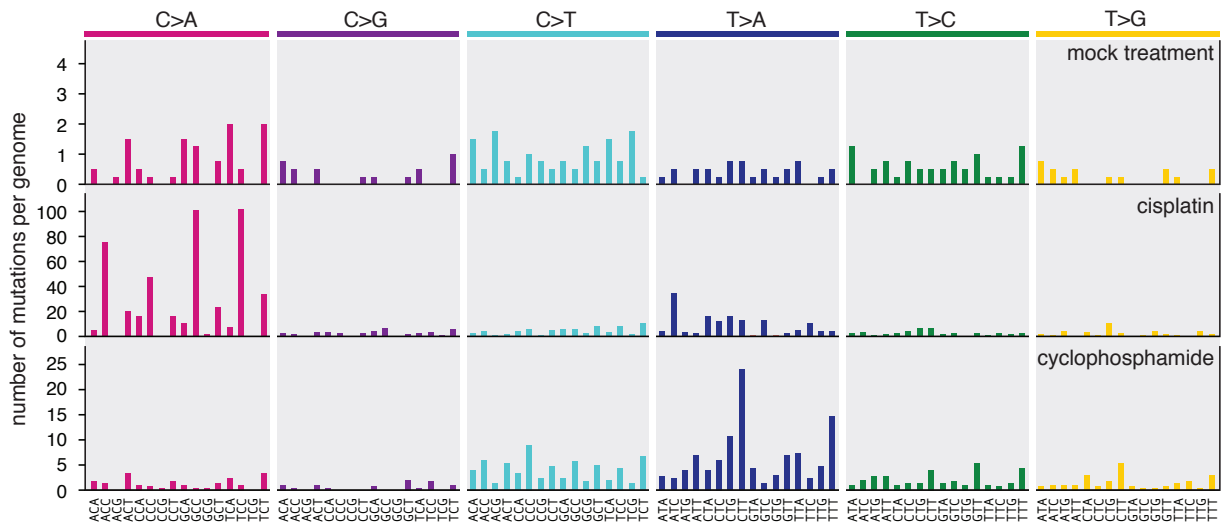 C>A C>G C>T T>A T>C T>G
number of mutations per genome
mock treatment
4
3
2
1
0
cisplatin
100
80
60
40
20
0
cyclophosphamide
25
20
15
10
5
0
ACA ACC ACG ACT CCA CCC CCG CCT GCA GCC GCG GCT TCA TCC TCG TCT
ACA ACC ACG ACT CCA CCC CCG CCT GCA GCC GCG GCT TCA TCC TCG TCT
ACA ACC ACG ACT CCA CCC CCG CCT GCA GCC GCG GCT TCA TCC TCG TCT
ATA ATC ATG ATT CTA CTC CTG CTT GTA GTC GTG GTT TTA TTC TTG TTT
ATA ATC ATG ATT CTA CTC CTG CTT GTA GTC GTG GTT TTA TTC TTG TTT
ATA ATC ATG ATT CTA CTC CTG CTT GTA GTC GTG GTT TTA TTC TTG TTT